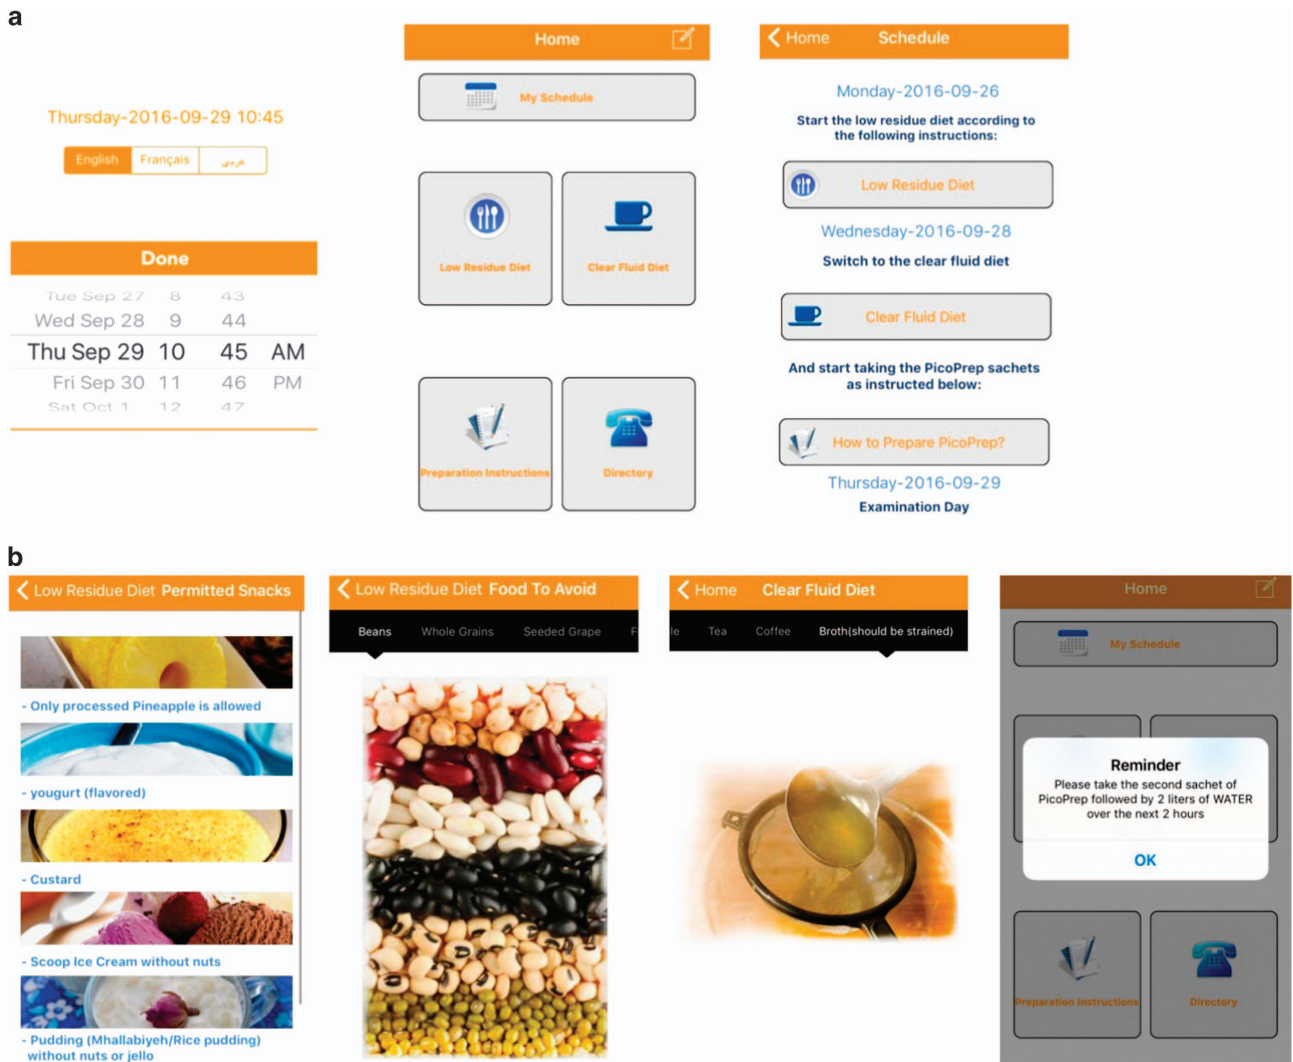 a
Thursday-2016-09-29 10:45
English Français عربي
Done
Tue Sep 27 8 43
Wed Sep 28 9 44
Thu Sep 29 10 45 AM
Fri Sep 30 11 46 PM
Sat Oct 1 12 47
Home
My Schedule
Low Residue Diet Clear Fluid Diet
Preparation Instructions Directory
Home Schedule
Monday-2016-09-26
Start the low residue diet according to
the following instructions:
Low Residue Diet
Wednesday-2016-09-28
Switch to the clear fluid diet
Clear Fluid Diet
And start taking the PicoPrep sachets
as instructed below:
How to Prepare PicoPrep?
Thursday-2016-09-29
Examination Day
b
Low Residue Diet Permitted Snacks
- Only processed Pineapple is allowed
- yougurt (flavored)
- Custard
- Scoop Ice Cream without nuts
- Pudding (Mhallabiyeh/Rice pudding)
without nuts or jello
Low Residue Diet Food To Avoid
Beans Whole Grains Seeded Grape F
Home Clear Fluid Diet
le Tea Coffee Broth(should be strained)
Home
My Schedule
Reminder
Please take the second sachet of
PicoPrep followed by 2 liters of WATER
over the next 2 hours
OK
Preparation Instructions Directory